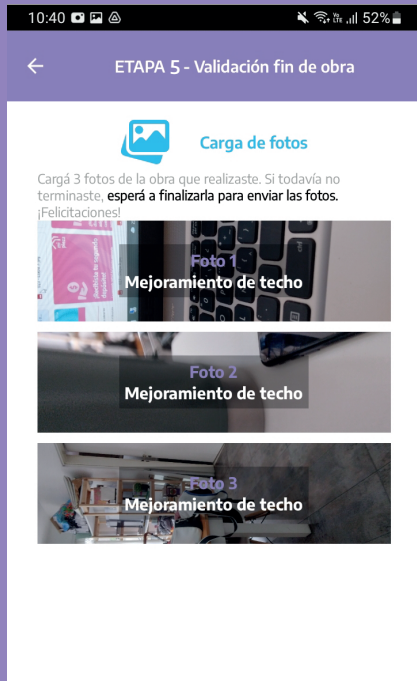 10:40 52%
ETAPA 5 - Validación fin de obra
Carga de fotos
Cargá 3 fotos de la obra que realizaste. Si todavía no
terminaste, esperá a finalizarla para enviar las fotos.
¡Felicitaciones!
Foto 1
Mejoramiento de techo
Foto 2
Mejoramiento de techo
Foto 3
Mejoramiento de techo